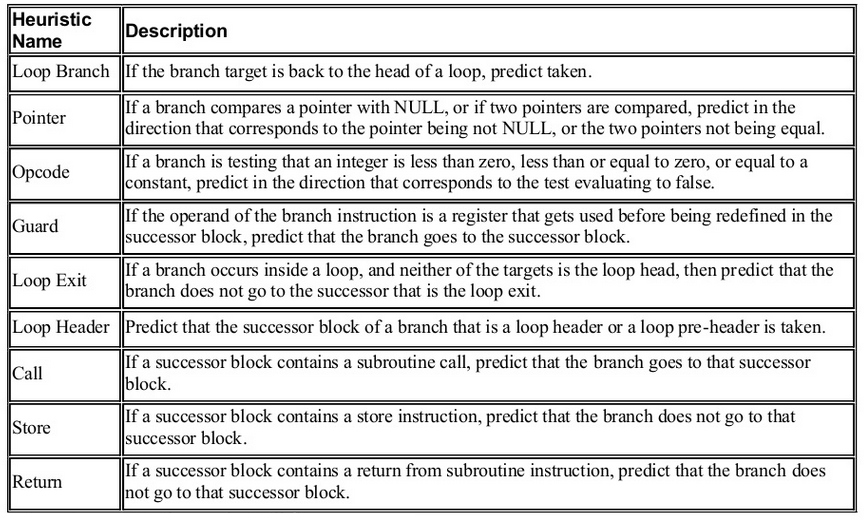 Heuristic
Name
Description
Loop Branch
If the branch target is back to the head of a loop, predict taken.
Pointer
If a branch compares a pointer with NULL, or if two pointers are compared, predict in the
direction that corresponds to the pointer being not NULL, or the two pointers not being equal.
Opcode
If a branch is testing that an integer is less than zero, less than or equal to zero, or equal to a
constant, predict in the direction that corresponds to the test evaluating to false.
Guard
If the operand of the branch instruction is a register that gets used before being redefined in the
successor block, predict that the branch goes to the successor block.
Loop Exit
If a branch occurs inside a loop, and neither of the targets is the loop head, then predict that the
branch does not go to the successor that is the loop exit.
Loop Header
Predict that the successor block of a branch that is a loop header or a loop pre-header is taken.
Call
If a successor block contains a subroutine call, predict that the branch goes to that successor
block.
Store
If a successor block contains a store instruction, predict that the branch does not go to that
successor block.
Return
If a successor block contains a return from subroutine instruction, predict that the branch does
not go to that successor block.